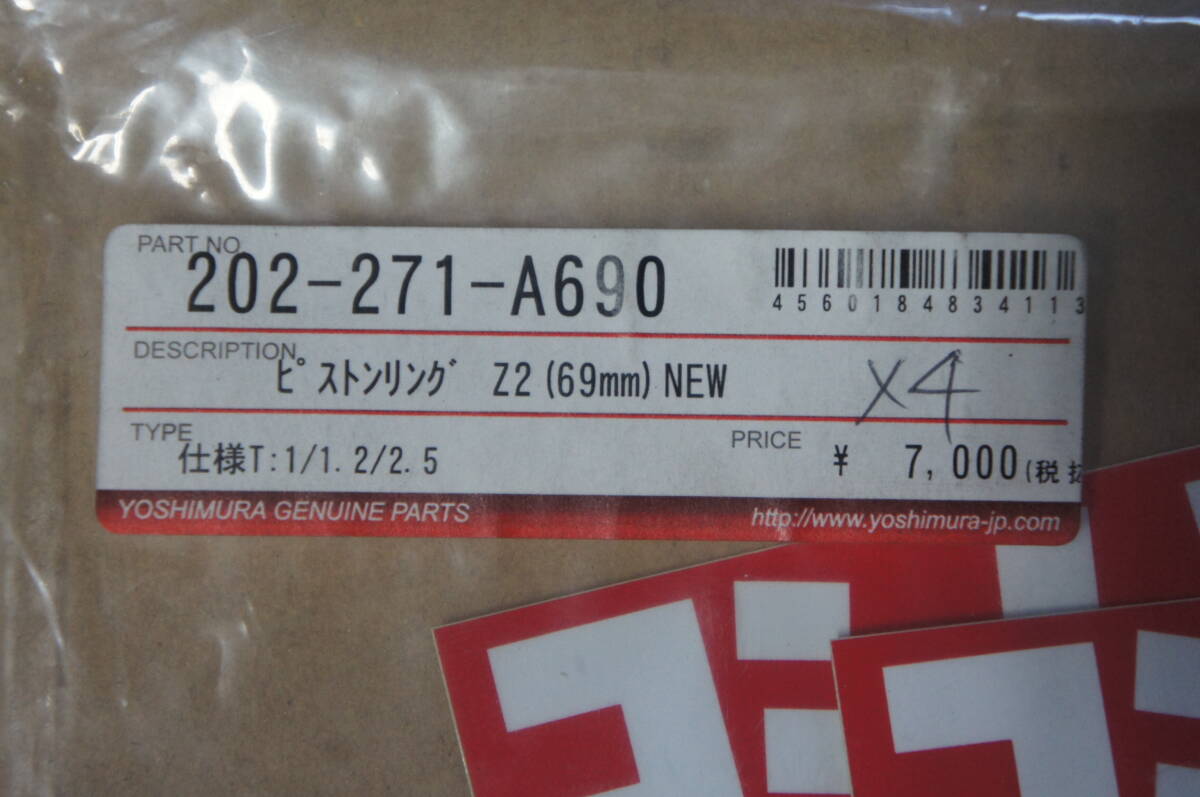 PART NO
202-271-A690
4560184834113
DESCRIPTION
ﾋﾟｽﾄﾝﾘﾝｸﾞ Z2(69mm)NEW
X4
TYPE
仕様T:1/1.2/2.5
PRICE
¥ 7,000(税抜
YOSHIMURA GENUINE PARTS
http://www.yoshimura-jp.com